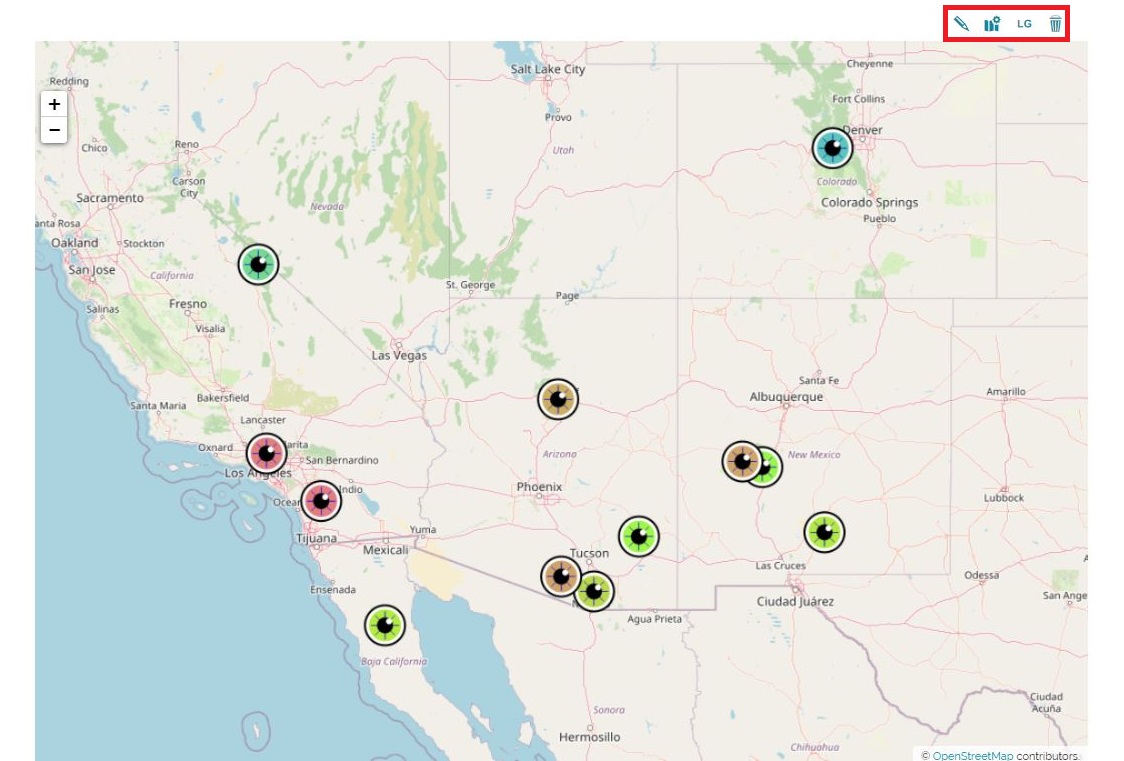 LG
Salt Lake City
Cheyenne
Redding
+
−
Fort Collins
Provo
Denver
Chico
Reno
Utah
Carson
City
Colorado
Sacramento
Colorado Springs
Nevada
Pueblo
anta Rosa
Oakland
Stockton
San Jose
California
St. George
Page
Fresno
Salinas
Visalia
Las Vegas
Santa Fe
Bakersfield
Albuquerque
Amarillo
Santa Maria
Lancaster
Oxnard
arita
San Bernardino
Arizona
New Mexico
Los Angeles
Indio
Phoenix
Lubbock
Ocean
Yuma
Tijuana
Mexicali
Tucson
Las Cruces
Odessa
Ensenada
San Ange
Ciudad Juárez
Agua Prieta
Baja California
Ciudad
Acuña
Sonora
Hermosillo
Chihuahua
© OpenStreetMap contributors.